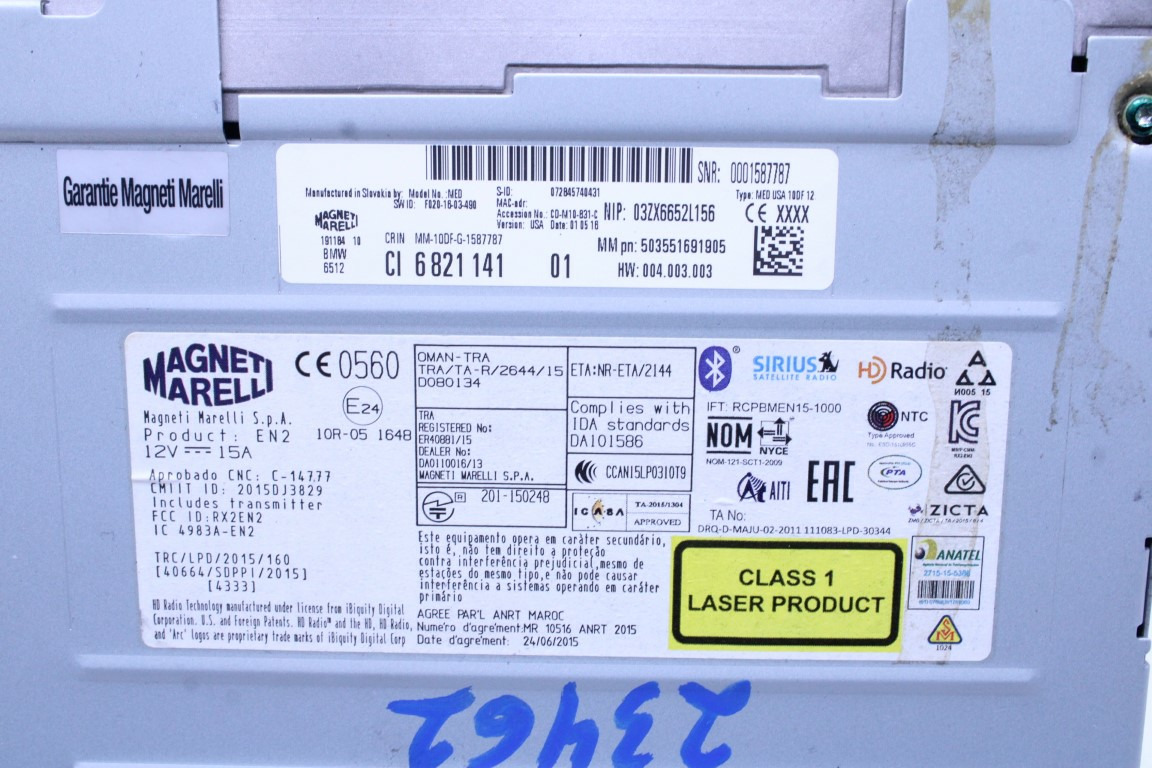 Garantie Magneti Marelli
SNR: 0001587787
Manufactured in Slovakia by: Model No.:MED
SW ID: F020-16-03-490
S-ID: 072845740431
MAC-adr:
Accession No.: CD-M10-B31-C
Version: USA Date: 01 05 16
NIP: 03ZX6652L156
Type: MED USA 10DF 12
CE XXXX
MAGNETI
MARELLI
191184 10
BMW
6512
CRIN MM-10DF-G-1587787
CI 6 821 141 01
MM pn: 503551691905
HW: 004.003.003
MAGNETI
MARELLI
CE 0560
E24
10R-05 1648
Magneti Marelli S.p.A.
Product: EN2
12V 15A
Aprobado CNC: C-14777
CMIIT ID: 2015DJ3829
Includes transmitter
FCC ID:RX2EN2
IC 4983A-EN2
TRC/LPD/2015/160
[40664/SDPPI/2015]
[4333]
HD Radio Technology manufactured under license from iBiquity Digital
Corporation. U.S. and Foreign Patents. HD Radio™ and the HD, HD Radio,
and "Arc" logos are proprietary trade marks of iBiquity Digital Corp
OMAN-TRA
TRA/TA-R/2644/15
D080134
TRA
REGISTERED No:
ER40881/15
DEALER No:
DA0110016/13
MAGNETI MARELLI S.P.A.
R 201-150248
ETA:NR-ETA/2144
Complies with
IDA standards
DA101586
CCAN15LP0310T9
ICASA
TA-2015/1304
APPROVED
Este equipamento opera em caráter secundário,
isto é, não tem direito a proteção
contra interferência prejudicial,mesmo de
estações do mesmo tipo,e não pode causar
interferência a sistemas operando em caráter
primário
AGREE PAR'L ANRT MAROC
Numero d'agrement:MR 10516 ANRT 2015
Date d'agrement: 24/06/2015
SIRIUS
SATELLITE RADIO
HD Radio
И005 15
IFT: RCPBMEN15-1000
NOM
NYCE
NOM-121-SCT1-2009
NTC
Type Approved
AITI
EAC
PTA
TA No:
DRQ-D-MAJU-02-2011 111083-LPD-30344
ZICTA
CLASS 1
LASER PRODUCT
ANATEL
1024
23462